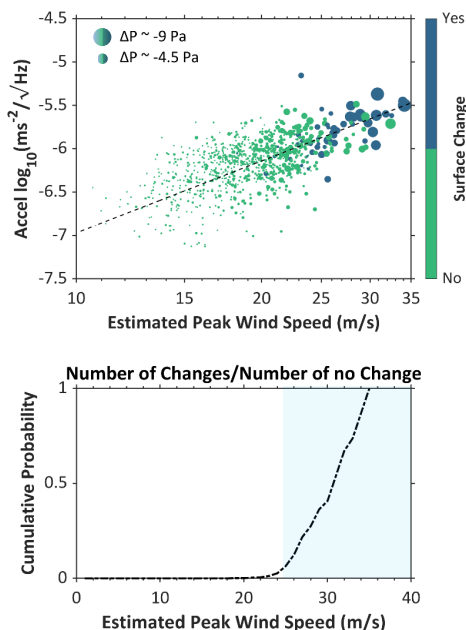 -4.5
ΔP ~ -9 Pa
ΔP ~ -4.5 Pa
-5
-5.5
-6
-6.5
-7
-7.5
Accel log10(ms-2/√Hz)
10 15 20 25 30 35
Estimated Peak Wind Speed (m/s)
Yes
Surface Change
No
Number of Changes/Number of no Change
1
0.5
0
Cumulative Probability
0 10 20 30 40
Estimated Peak Wind Speed (m/s)